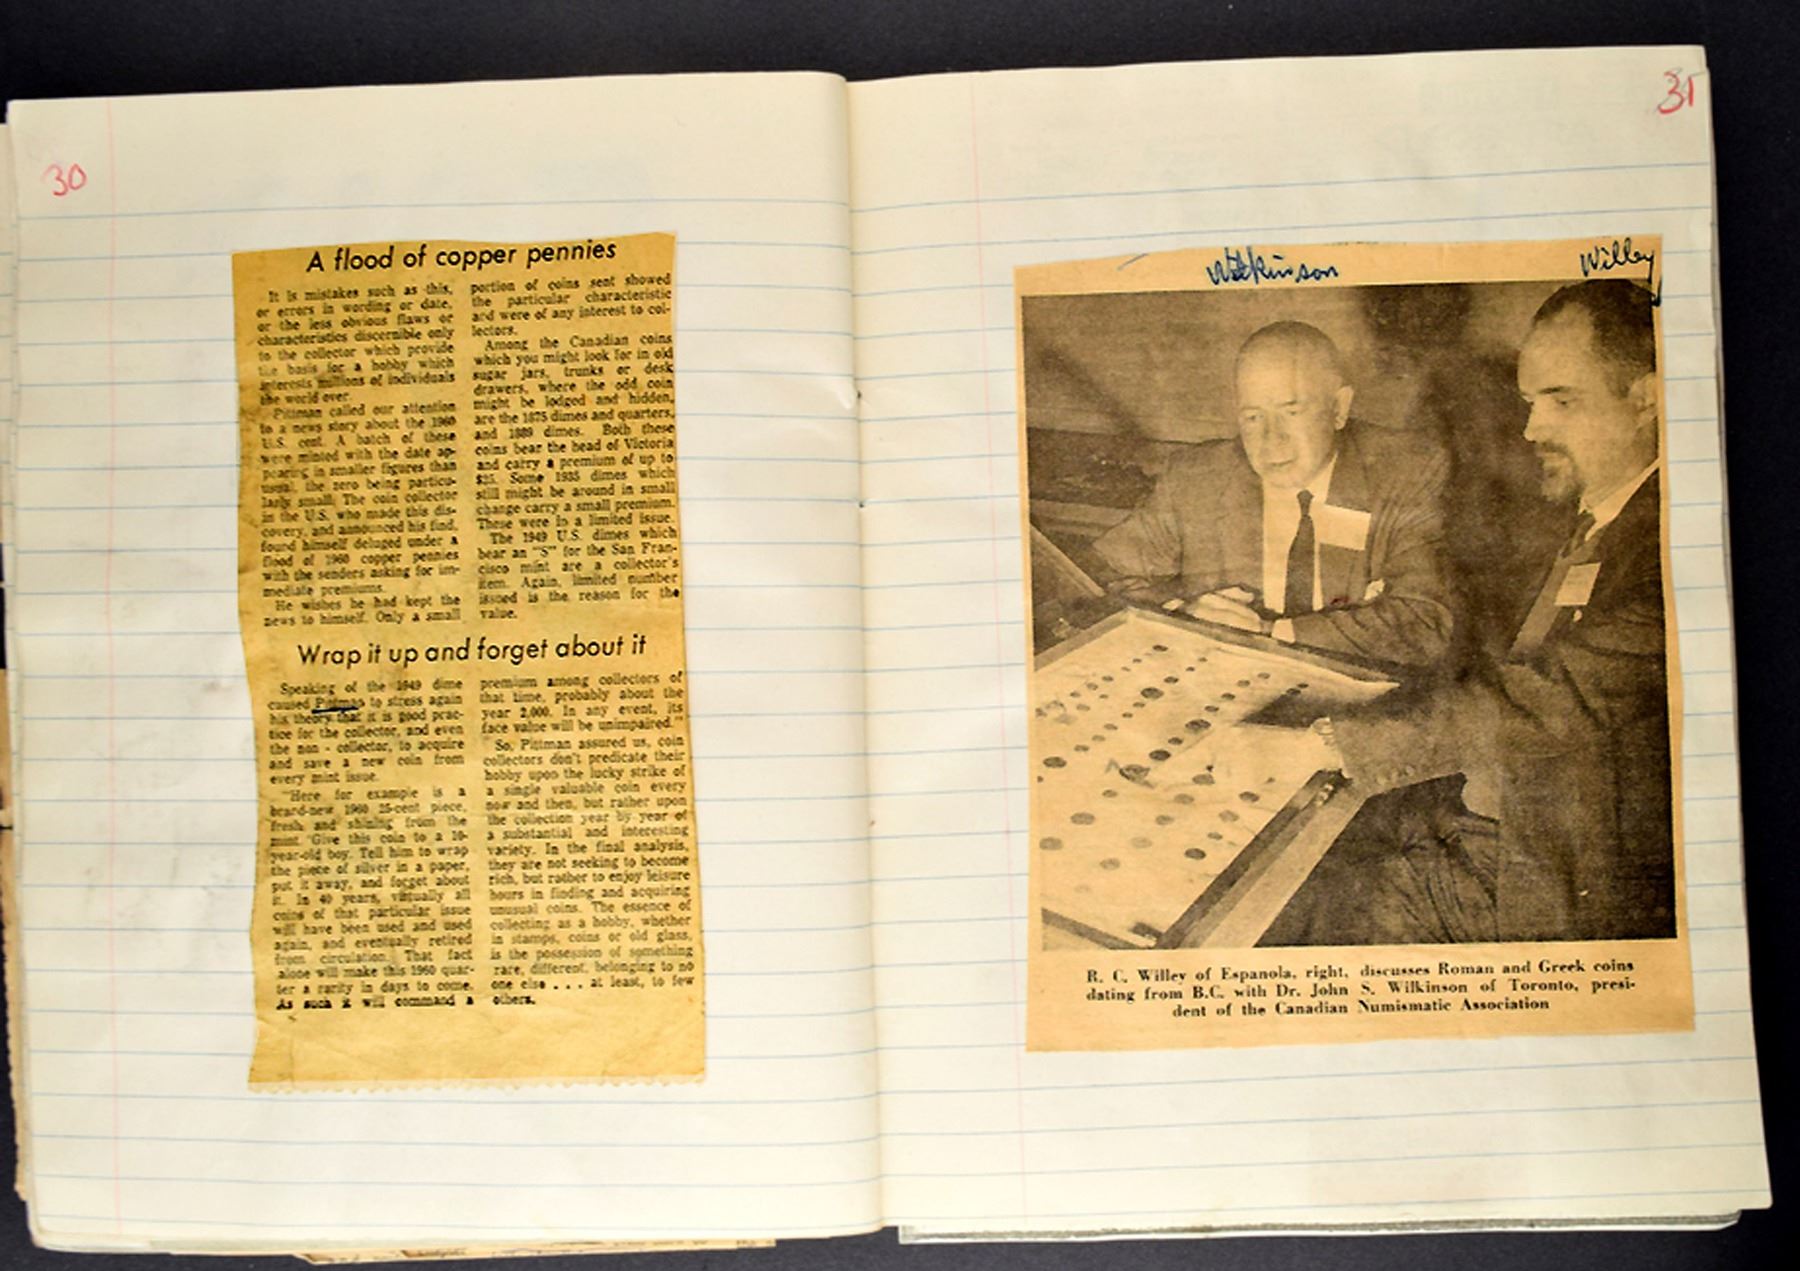 30
A flood of copper pennies
It is mistakes such as this,
or errors in wording or date,
or the less obvious flaws or
characteristics discernible only
to the collector which provide
the basis for a hobby which
interests millions of individuals
the world over.
Pittman called our attention
to a news story about the 1960
U.S. cent. A batch of these
were minted with the date ap-
pearing in smaller figures than
usual, the zero being particu-
larly small. The coin collector
in the U.S. who made this dis-
covery, and announced his find,
found himself deluged under a
flood of 1960 copper pennies
with the senders asking for im-
mediate premiums.
He wishes he had kept the
news to himself. Only a small
portion of coins sent showed
the particular characteristic
and were of any interest to col-
lectors.
Among the Canadian coins
which you might look for in old
sugar jars, trunks or desk
drawers, where the odd coin
might be lodged and hidden,
are the 1875 dimes and quarters,
and 1889 dimes. Both these
coins bear the head of Victoria
and carry a premium of up to
$25. Some 1935 dimes which
still might be around in small
change carry a small premium.
These were in a limited issue.
The 1949 U.S. dimes which
bear an "S" for the San Fran-
cisco mint are a collector's
item. Again, limited number
issued is the reason for the
value.
Wrap it up and forget about it
Speaking of the 1949 dime
caused Pittman to stress again
his theory that it is good prac-
tice for the collector, and even
the non - collector, to acquire
and save a new coin from
every mint issue.
"Here for example is a
brand-new 1960 25-cent piece,
fresh and shining from the
mint. Give this coin to a 10-
year-old boy. Tell him to wrap
the piece of silver in a paper,
put it away, and forget about
it. In 40 years, virtually all
coins of that particular issue
will have been used and used
again, and eventually retired
from circulation. That fact
alone will make this 1960 quar-
ter a rarity in days to come.
As such it will command a
premium among collectors of
that time, probably about the
year 2,000. In any event, its
face value will be unimpaired."
So, Pittman assured us, coin
collectors don't predicate their
hobby upon the lucky strike of
a single valuable coin every
now and then, but rather upon
the collection year by year of
a substantial and interesting
variety. In the final analysis,
they are not seeking to become
rich, but rather to enjoy leisure
hours in finding and acquiring
unusual coins. The essence of
collecting as a hobby, whether
in stamps, coins or old glass,
is the possession of something
rare, different, belonging to no
one else . . . at least, to few
others.
31
Wilkinson
Willey
R. C. Willey of Espanola, right, discusses Roman and Greek coins
dating from B.C. with Dr. John S. Wilkinson of Toronto, presi-
dent of the Canadian Numismatic Association